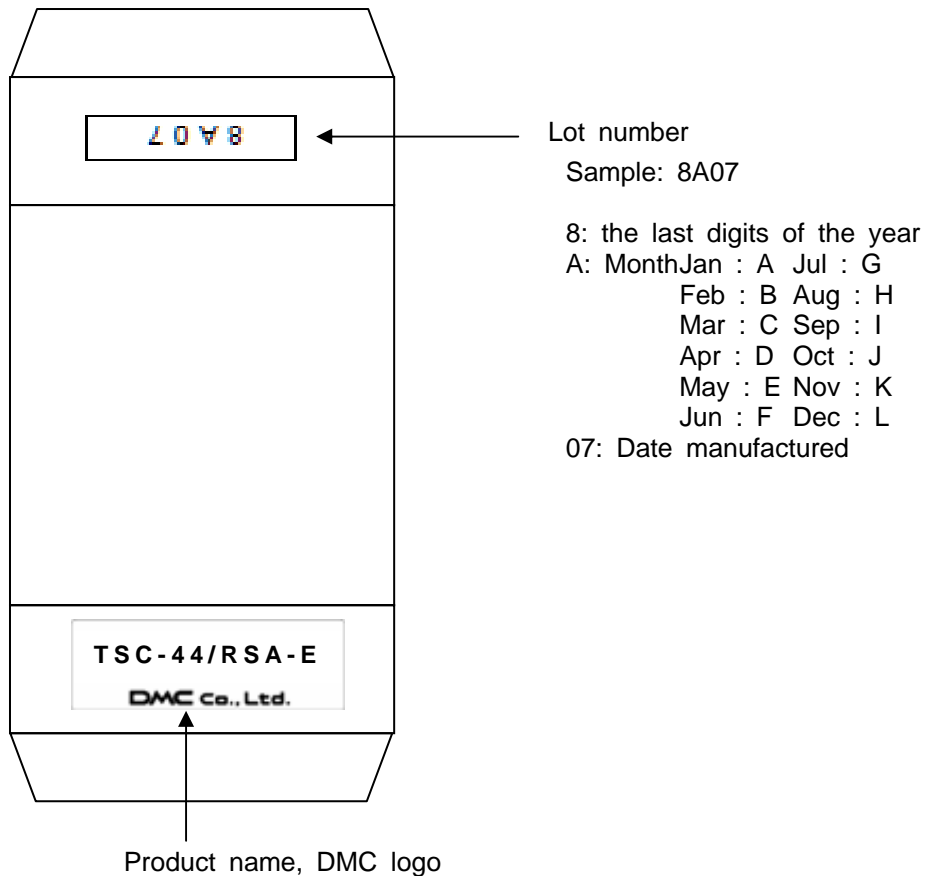 8A07
Lot number
Sample: 8A07
8: the last digits of the year
A: MonthJan : A Jul : G
Feb : B Aug : H
Mar : C Sep : I
Apr : D Oct : J
May : E Nov : K
Jun : F Dec : L
07: Date manufactured
TSC-44/RSA-E
DMC Co., Ltd.
Product name, DMC logo